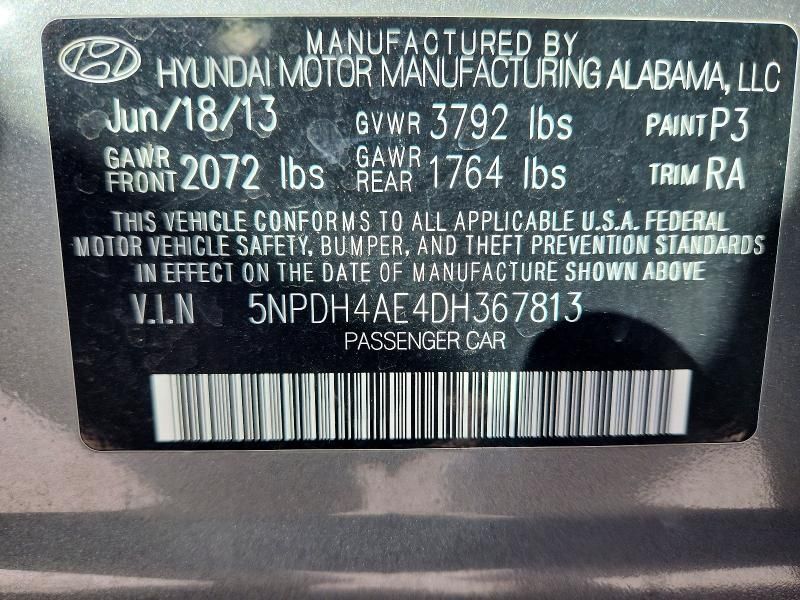 MANUFACTURED BY
HYUNDAI MOTOR MANUFACTURING ALABAMA, LLC
Jun/18/13 GVWR 3792 lbs PAINT P3
GAWR FRONT 2072 lbs GAWR REAR 1764 lbs TRIM RA
THIS VEHICLE CONFORMS TO ALL APPLICABLE U.S.A. FEDERAL
MOTOR VEHICLE SAFETY, BUMPER, AND THEFT PREVENTION STANDARDS
IN EFFECT ON THE DATE OF MANUFACTURE SHOWN ABOVE
V.I.N 5NPDH4AE4DH367813
PASSENGER CAR